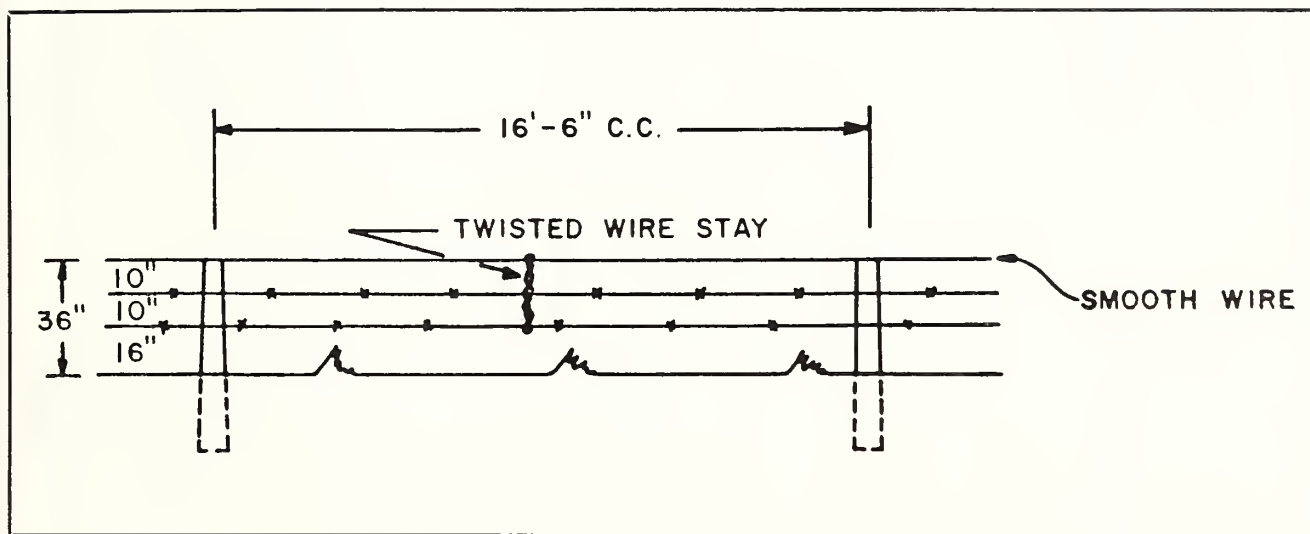 16'-6" C.C.
TWISTED WIRE STAY
10"
10"
36"
16"
SMOOTH WIRE